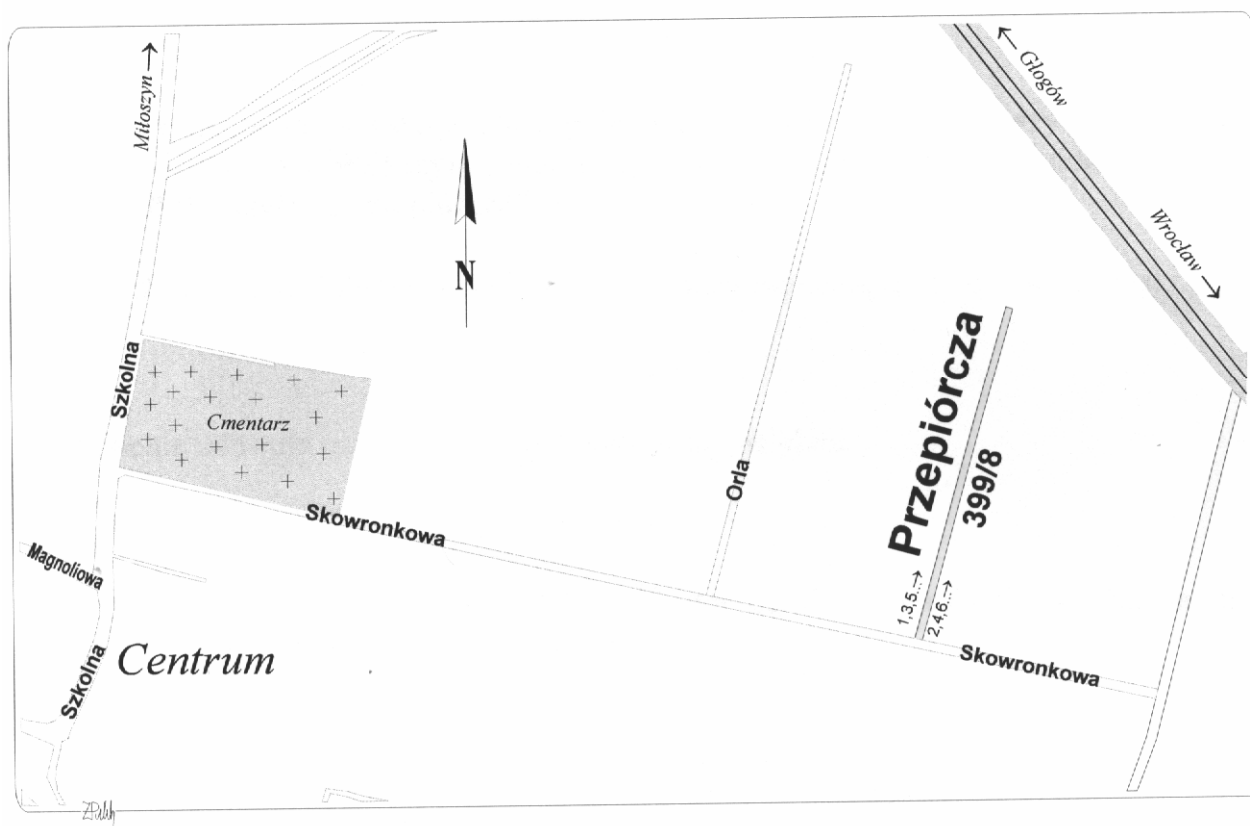 Miłoszyn →
← Głogów
Wrocław →
N
Szkolna
Cmentarz
Skowronkowa
Orla
Przepiórcza
399/8
1,3,5...→
2,4,6...→
Magnoliowa
Skowronkowa
Centrum
Szkolna